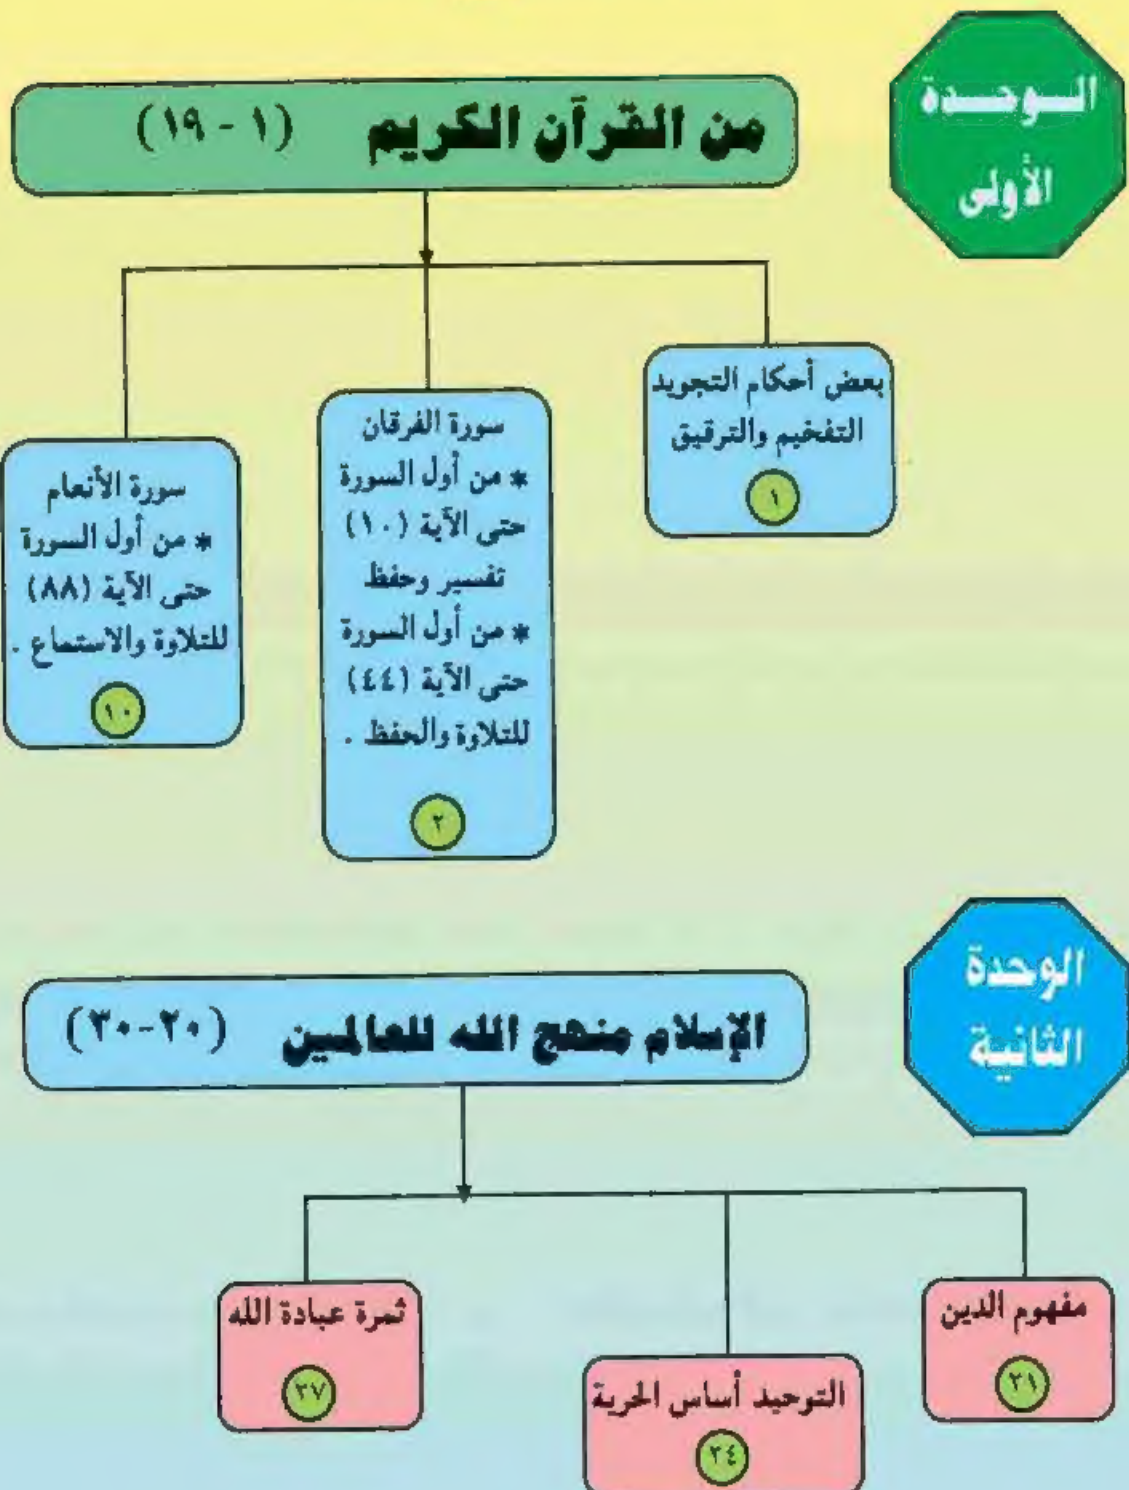 الـوحـدة
الأولى
من القرآن الكريم (١ - ١٩)
بعض أحكام التجويد
التفخيم والترقيق
١
سورة الفرقان
* من أول السورة
حتى الآية (١٠)
تفسير وحفظ
* من أول السورة
حتى الآية (٤٤)
للتلاوة والحفظ .
٢
سورة الأنعام
* من أول السورة
حتى الآية (٨٨)
للتلاوة والاستماع .
١٠
الوحدة
الثانية
الإسلام منهج الله للعالمين (٢٠-٣٠)
مفهوم الدين
٢١
التوحيد أساس الحرية
٢٤
ثمرة عبادة الله
٢٧